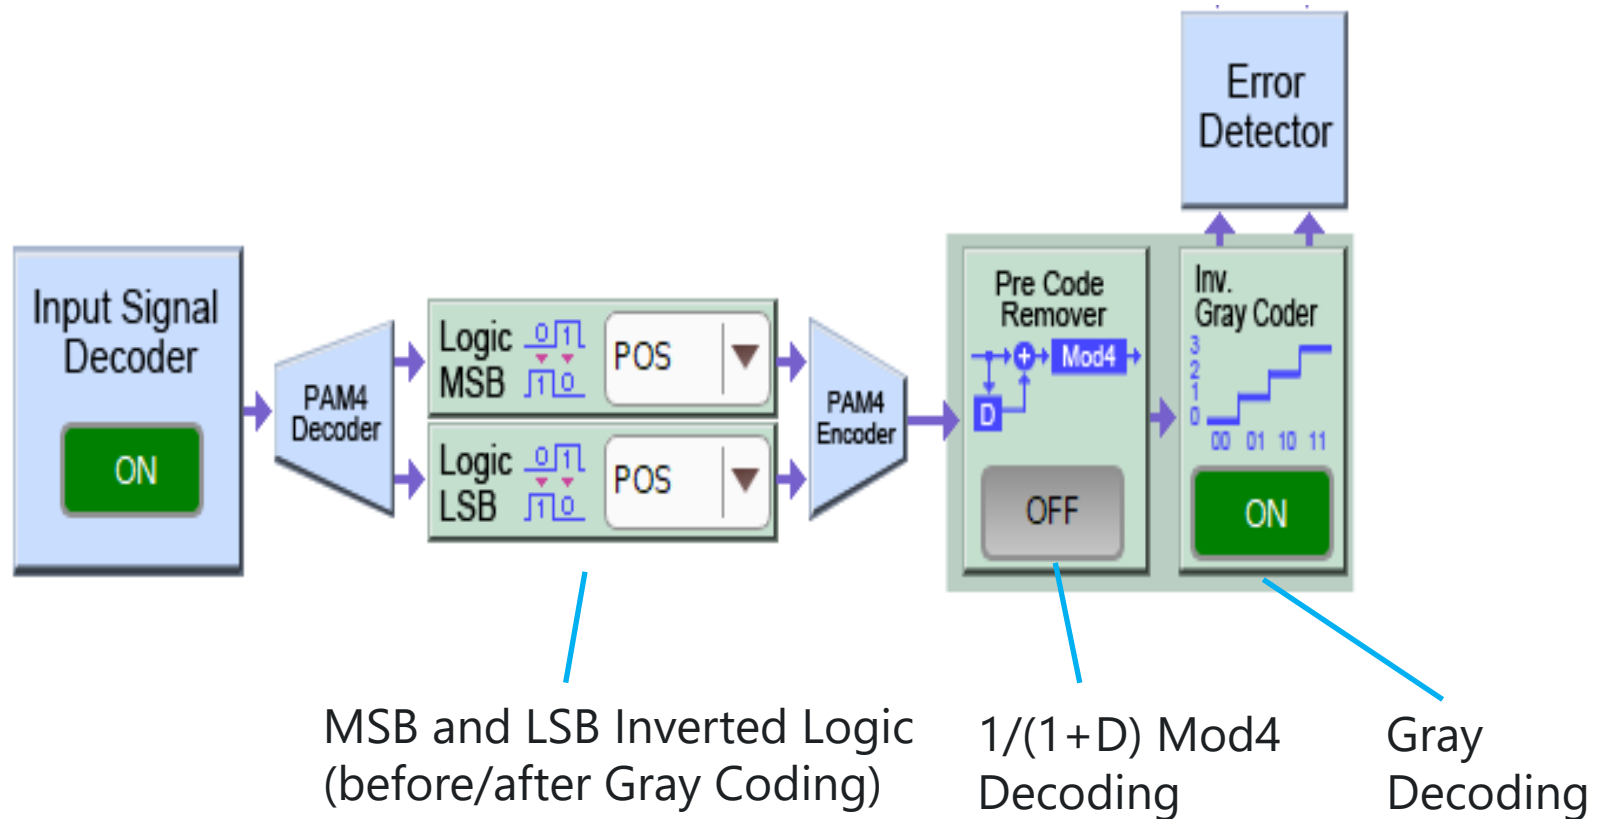 Error
Detector
Input Signal
Decoder
ON
PAM4
Decoder
Logic
MSB
0 1
1 0
POS
Logic
LSB
0 1
1 0
POS
PAM4
Encoder
Pre Code
Remover
+
Mod4
D
OFF
Inv.
Gray Coder
3
2
1
0
00 01 10 11
ON
MSB and LSB Inverted Logic
(before/after Gray Coding)
1/(1+D) Mod4
Decoding
Gray
Decoding